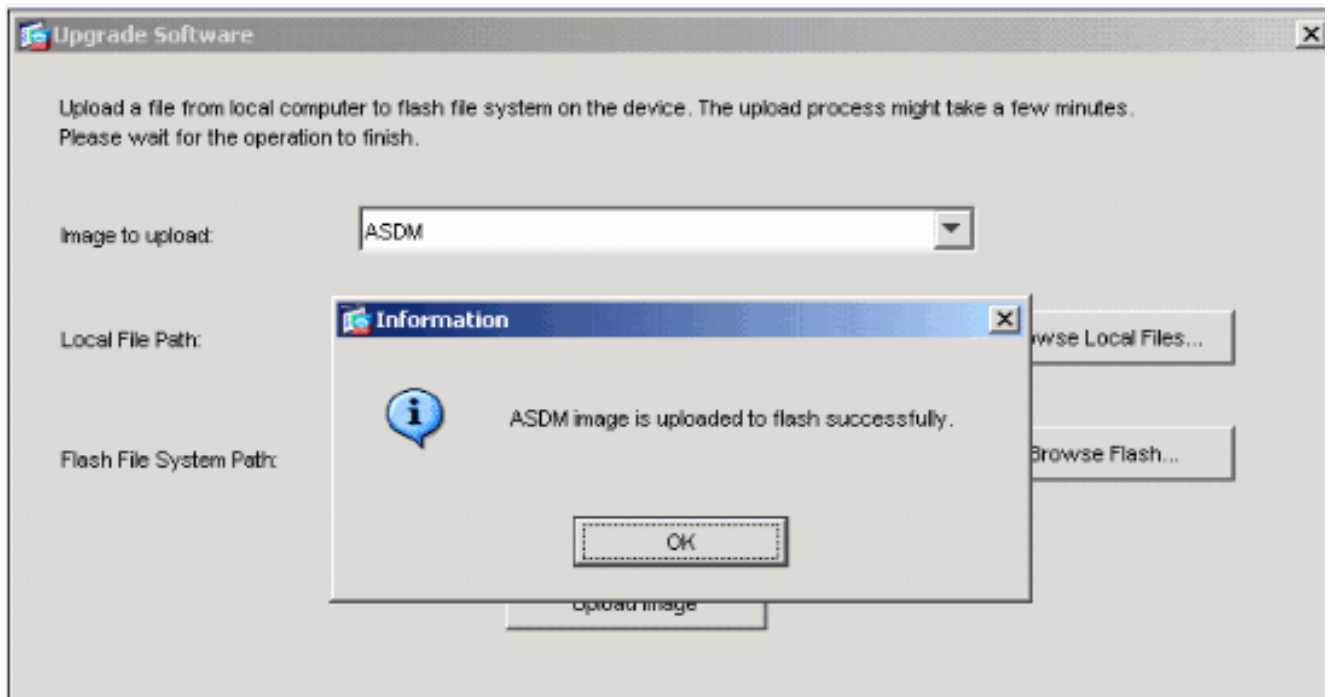 Upgrade Software
Upload a file from local computer to flash file system on the device. The upload process might take a few minutes.
Please wait for the operation to finish.
Image to upload:
ASDM
Information
Local File Path:
owse Local Files...
ASDM image is uploaded to flash successfully.
Flash File System Path:
Browse Flash...
OK
Upload Image